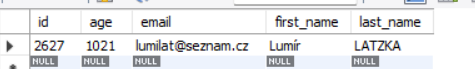 id age email first_name last_name
2627 1021 lumilat@seznam.cz Lumír LATZKA
NULL NULL NULL NULL NULL